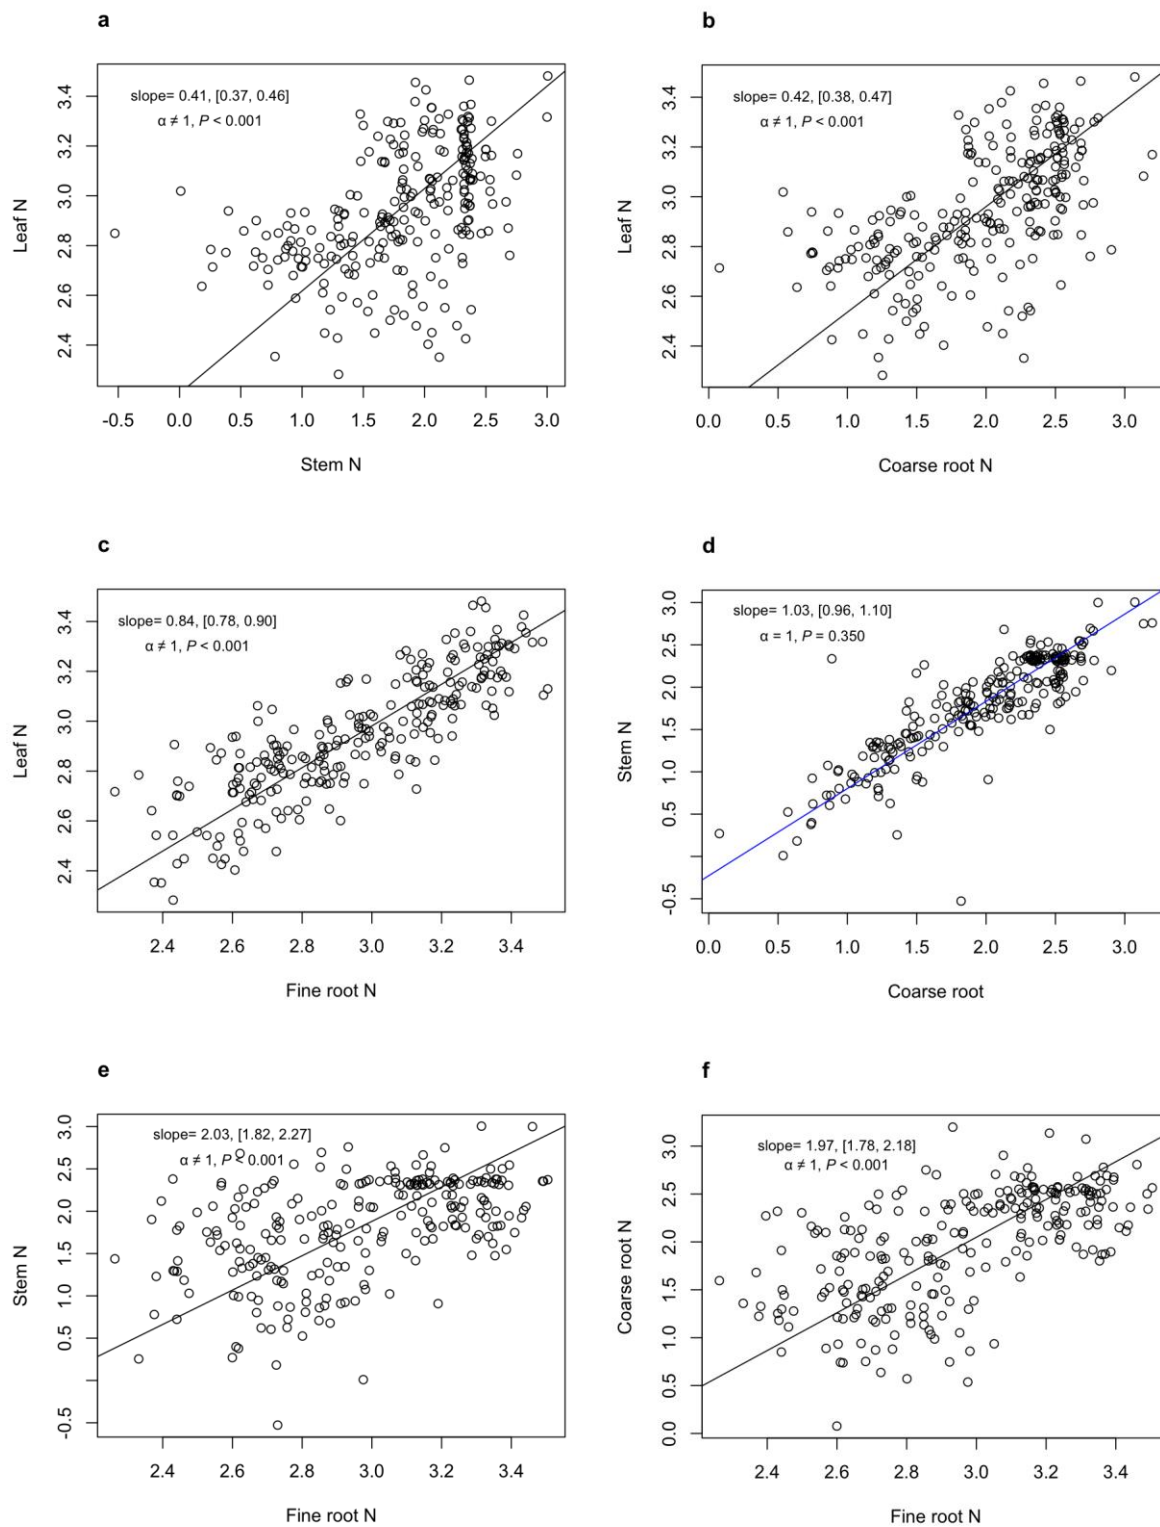 a
slope= 0.41, [0.37, 0.46]
α ≠ 1, P < 0.001
Leaf N
2.4 2.6 2.8 3.0 3.2 3.4
-0.5 0.0 0.5 1.0 1.5 2.0 2.5 3.0
Stem N
b
slope= 0.42, [0.38, 0.47]
α ≠ 1, P < 0.001
Leaf N
2.4 2.6 2.8 3.0 3.2 3.4
0.0 0.5 1.0 1.5 2.0 2.5 3.0
Coarse root N
c
slope= 0.84, [0.78, 0.90]
α ≠ 1, P < 0.001
Leaf N
2.4 2.6 2.8 3.0 3.2 3.4
2.4 2.6 2.8 3.0 3.2 3.4
Fine root N
d
slope= 1.03, [0.96, 1.10]
α = 1, P = 0.350
Stem N
-0.5 0.5 1.0 1.5 2.0 2.5 3.0
0.0 0.5 1.0 1.5 2.0 2.5 3.0
Coarse root
e
slope= 2.03, [1.82, 2.27]
α ≠ 1, P < 0.001
Stem N
-0.5 0.5 1.0 1.5 2.0 2.5 3.0
2.4 2.6 2.8 3.0 3.2 3.4
Fine root N
f
slope= 1.97, [1.78, 2.18]
α ≠ 1, P < 0.001
Coarse root N
0.0 0.5 1.0 1.5 2.0 2.5 3.0
2.4 2.6 2.8 3.0 3.2 3.4
Fine root N